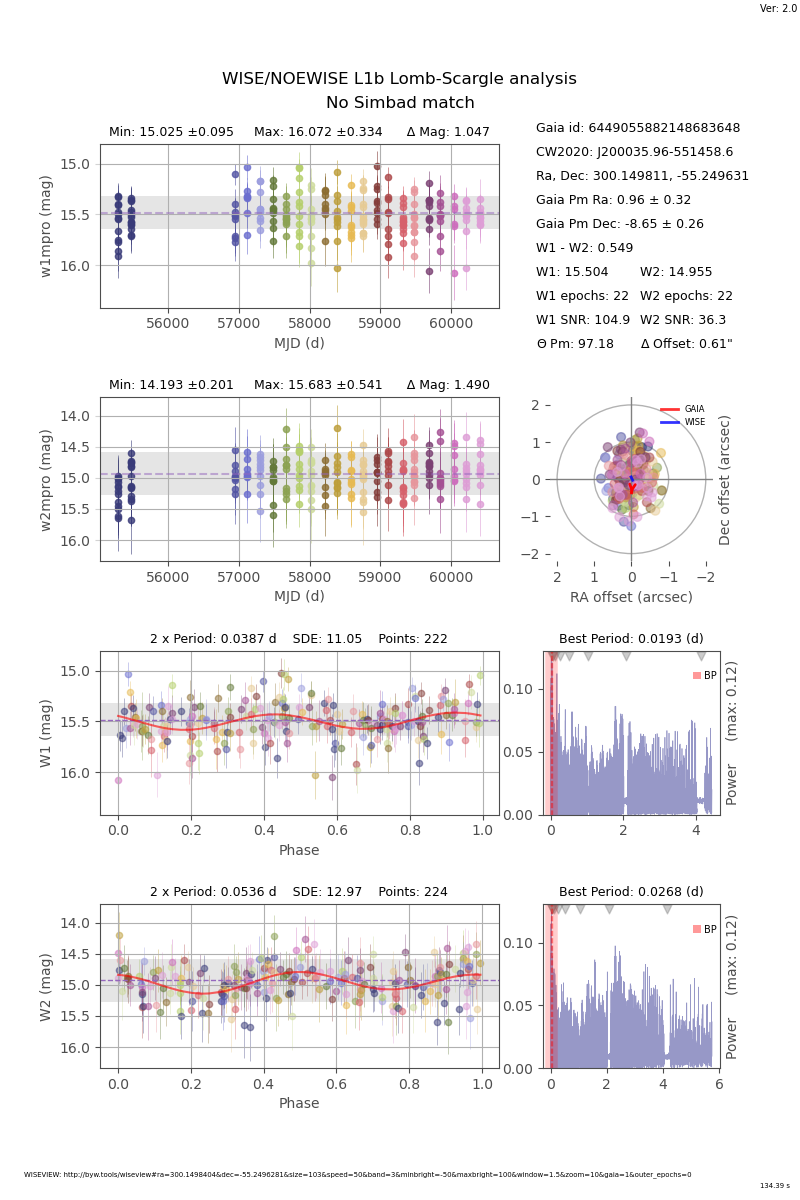 Ver: 2.0
WISE/NOEWISE L1b Lomb-Scargle analysis
No Simbad match
Min: 15.025 ±0.095 Max: 16.072 ±0.334 Δ Mag: 1.047
15.0
15.5
16.0
w1mpro (mag)
56000 57000 58000 59000 60000
MJD (d)
Gaia id: 6449055882148683648
CW2020: J200035.96-551458.6
Ra, Dec: 300.149811, -55.249631
Gaia Pm Ra: 0.96 ± 0.32
Gaia Pm Dec: -8.65 ± 0.26
W1 - W2: 0.549
W1: 15.504 W2: 14.955
W1 epochs: 22 W2 epochs: 22
W1 SNR: 104.9 W2 SNR: 36.3
Θ Pm: 97.18 Δ Offset: 0.61"
Min: 14.193 ±0.201 Max: 15.683 ±0.541 Δ Mag: 1.490
14.0
14.5
15.0
15.5
16.0
w2mpro (mag)
56000 57000 58000 59000 60000
MJD (d)
GAIA
WISE
2
1
0
−1
−2
2 1 0 −1 −2
RA offset (arcsec)
Dec offset (arcsec)
2 x Period: 0.0387 d SDE: 11.05 Points: 222
15.0
15.5
16.0
W1 (mag)
0.0 0.2 0.4 0.6 0.8 1.0
Phase
Best Period: 0.0193 (d)
BP
0.10
0.05
0.00
0 2 4
Power (max: 0.12)
2 x Period: 0.0536 d SDE: 12.97 Points: 224
14.0
14.5
15.0
15.5
16.0
W2 (mag)
0.0 0.2 0.4 0.6 0.8 1.0
Phase
Best Period: 0.0268 (d)
BP
0.10
0.05
0.00
0 2 4 6
Power (max: 0.12)
WISEVIEW: http://byw.tools/wiseview#ra=300.1498404&dec=-55.2496281&size=103&speed=50&band=3&minbright=-50&maxbright=100&window=1.5&zoom=10&gaia=1&outer_epochs=0
134.39 s